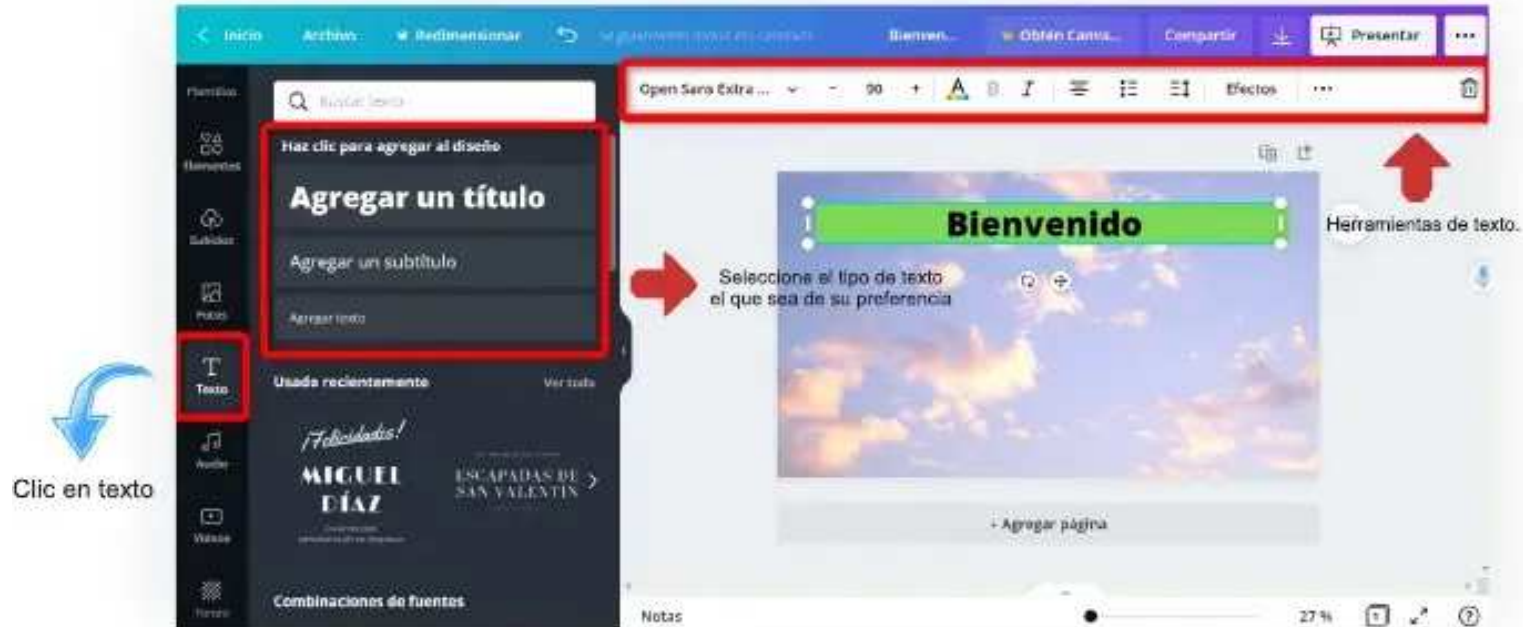 Inicio
Archivo
Redimensionar
Bienven...
Obtén Canva...
Compartir
Presentar
Plantillas
Elementos
Subidos
Fotos
Texto
Audio
Videos
Buscar texto
Haz clic para agregar al diseño
Agregar un título
Agregar un subtítulo
Agregar texto
Usada recientemente
Ver todo
¡Felicidades!
MIGUEL
DÍAZ
ESCAPADAS DE
SAN VALENTÍN
Combinaciones de fuentes
Open Sans Extra ...
- 90 +
A B I
Efectos
Bienvenido
Herramientas de texto.
Seleccione el tipo de texto
el que sea de su preferencia
Clic en texto
+ Agregar página
Notas
27 %